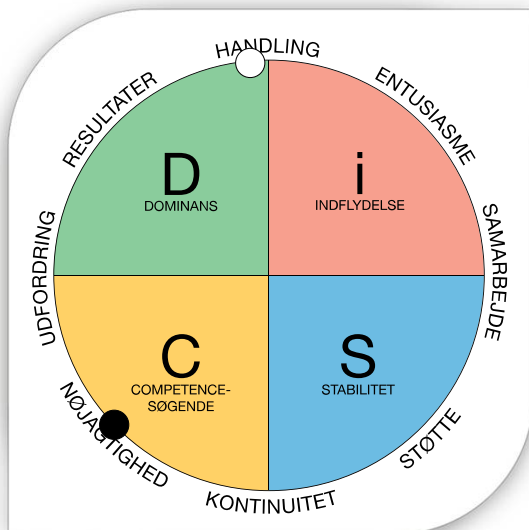 HANDLING
RESULTATER
ENTUSIASME
D
DOMINANS
i
INDFLYDELSE
UDFORDRING
SAMARBEJDE
C
COMPETENCE-
SØGENDE
S
STABILITET
NØJAGTIGHED
STØTTE
KONTINUITET